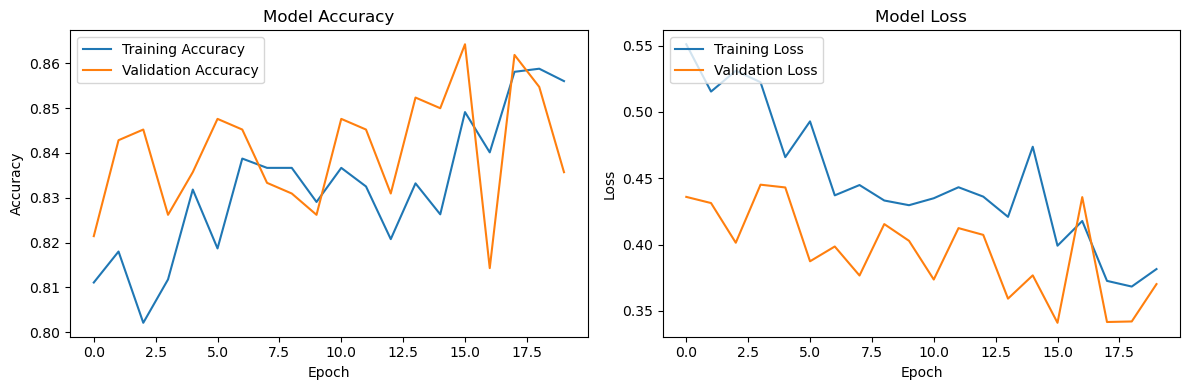 Model Accuracy
Training Accuracy
Validation Accuracy
0.86
0.85
0.84
0.83
0.82
0.81
0.80
Accuracy
0.0 2.5 5.0 7.5 10.0 12.5 15.0 17.5
Epoch
Model Loss
Training Loss
Validation Loss
0.55
0.50
0.45
0.40
0.35
Loss
0.0 2.5 5.0 7.5 10.0 12.5 15.0 17.5
Epoch